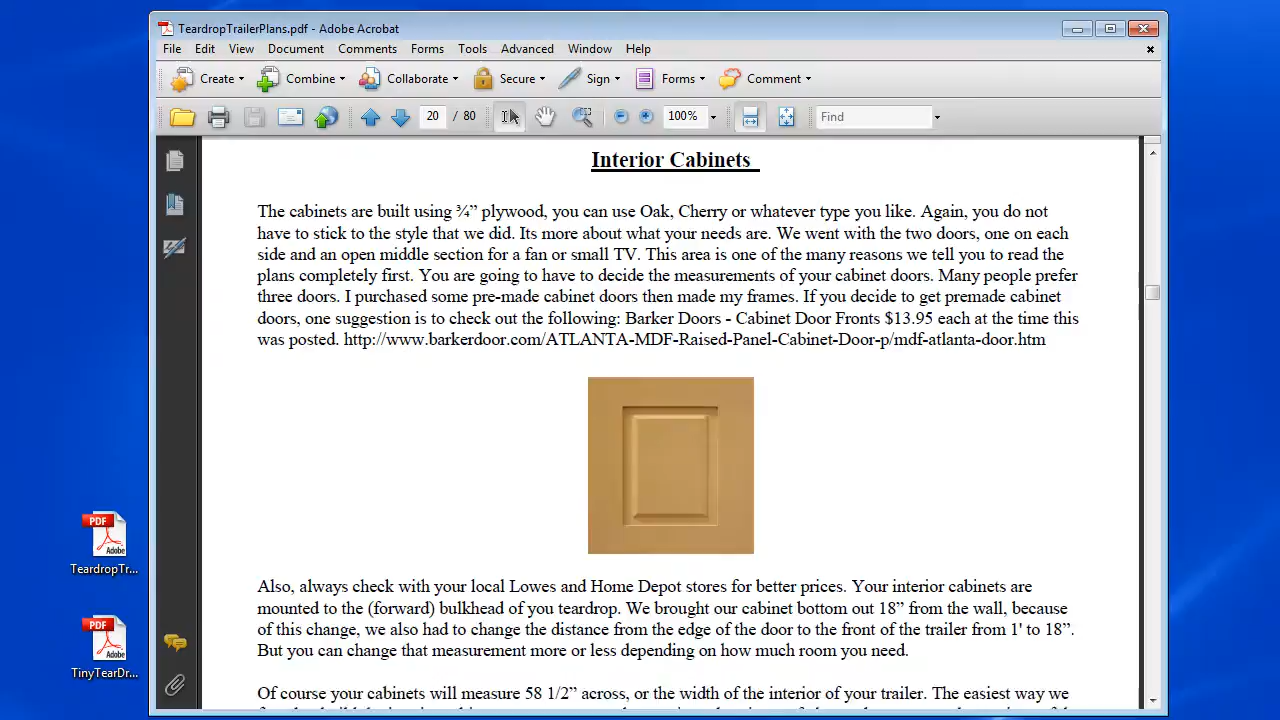 TeardropTrailerPlans.pdf - Adobe Acrobat
File Edit View Document Comments Forms Tools Advanced Window Help
Create Combine Collaborate Secure Sign Forms Comment
20 / 80 100% Find
Interior Cabinets
The cabinets are built using ¾” plywood, you can use Oak, Cherry or whatever type you like. Again, you do not
have to stick to the style that we did. Its more about what your needs are. We went with the two doors, one on each
side and an open middle section for a fan or small TV. This area is one of the many reasons we tell you to read the
plans completely first. You are going to have to decide the measurements of your cabinet doors. Many people prefer
three doors. I purchased some pre-made cabinet doors then made my frames. If you decide to get premade cabinet
doors, one suggestion is to check out the following: Barker Doors - Cabinet Door Fronts $13.95 each at the time this
was posted. http://www.barkerdoor.com/ATLANTA-MDF-Raised-Panel-Cabinet-Door-p/mdf-atlanta-door.htm
Also, always check with your local Lowes and Home Depot stores for better prices. Your interior cabinets are
mounted to the (forward) bulkhead of you teardrop. We brought our cabinet bottom out 18” from the wall, because
of this change, we also had to change the distance from the edge of the door to the front of the trailer from 1' to 18”.
But you can change that measurement more or less depending on how much room you need.
Of course your cabinets will measure 58 1/2” across, or the width of the interior of your trailer. The easiest way we
PDF
Adobe
TeardropTr...
PDF
Adobe
TinyTearDr...